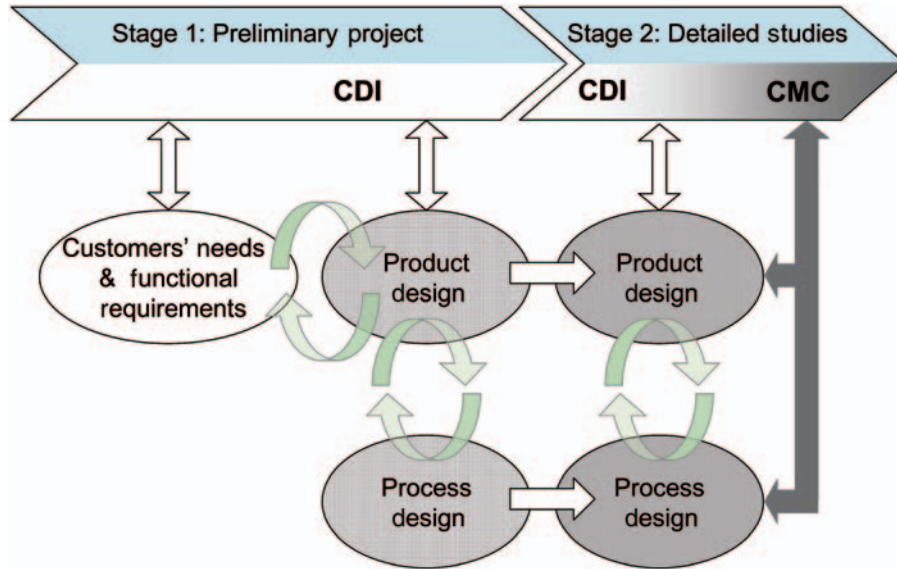 Stage 1: Preliminary project
Stage 2: Detailed studies
CDI
CDI
CMC
Customers' needs
& functional
requirements
Product
design
Product
design
Process
design
Process
design